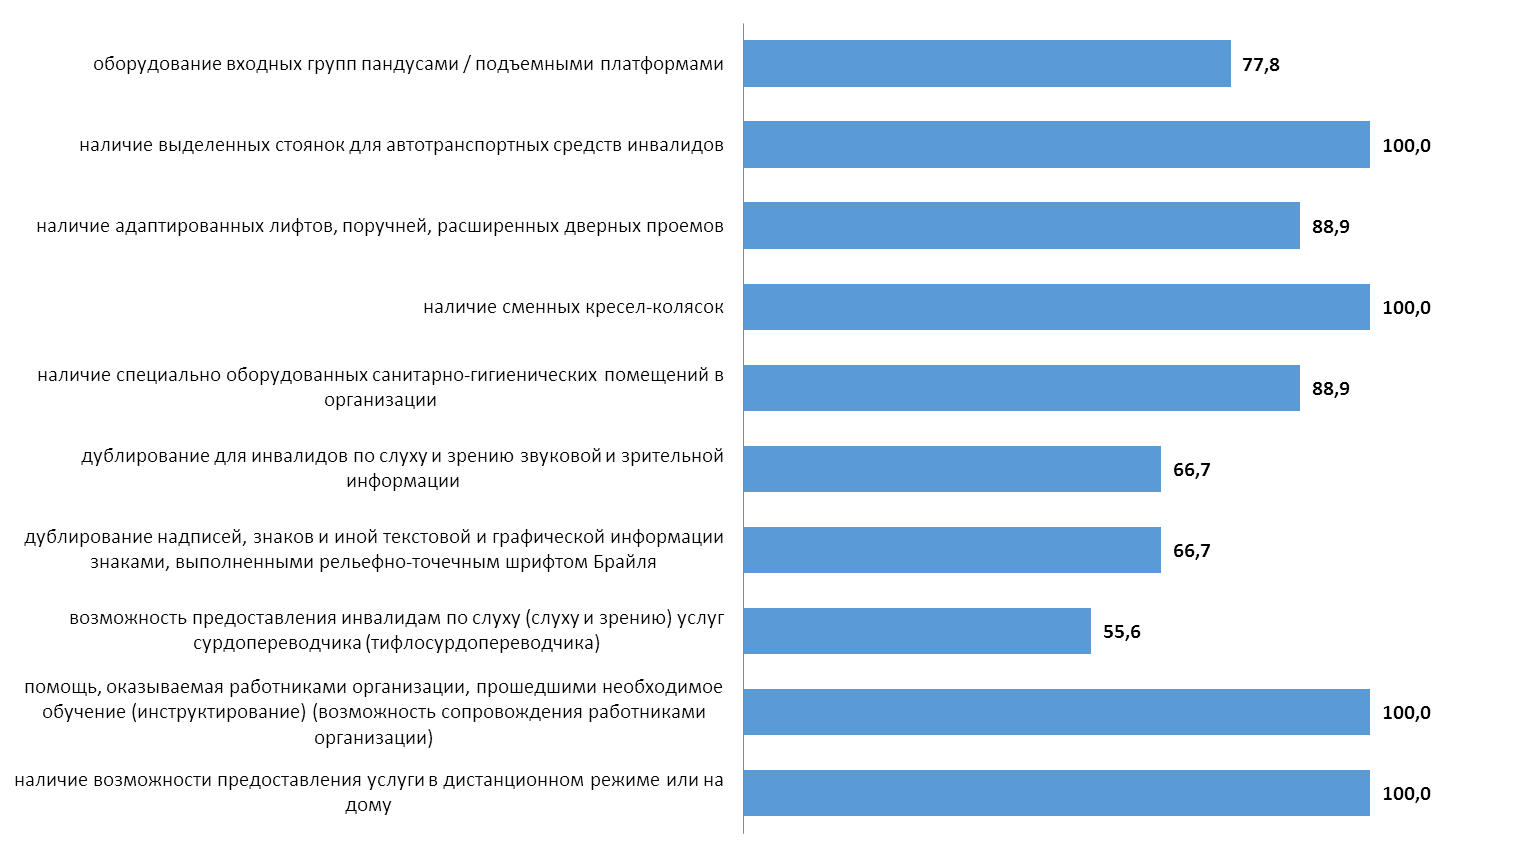 оборудование входных групп пандусами / подъемными платформами
77,8
наличие выделенных стоянок для автотранспортных средств инвалидов
100,0
наличие адаптированных лифтов, поручней, расширенных дверных проемов
88,9
наличие сменных кресел-колясок
100,0
наличие специально оборудованных санитарно-гигиенических помещений в
организации
88,9
дублирование для инвалидов по слуху и зрению звуковой и зрительной
информации
66,7
дублирование надписей, знаков и иной текстовой и графической информации
знаками, выполненными рельефно-точечным шрифтом Брайля
66,7
возможность предоставления инвалидам по слуху (слуху и зрению) услуг
сурдопереводчика (тифлосурдопереводчика)
55,6
помощь, оказываемая работниками организации, прошедшими необходимое
обучение (инструктирование) (возможность сопровождения работниками
организации)
100,0
наличие возможности предоставления услуги в дистанционном режиме или на
дому
100,0